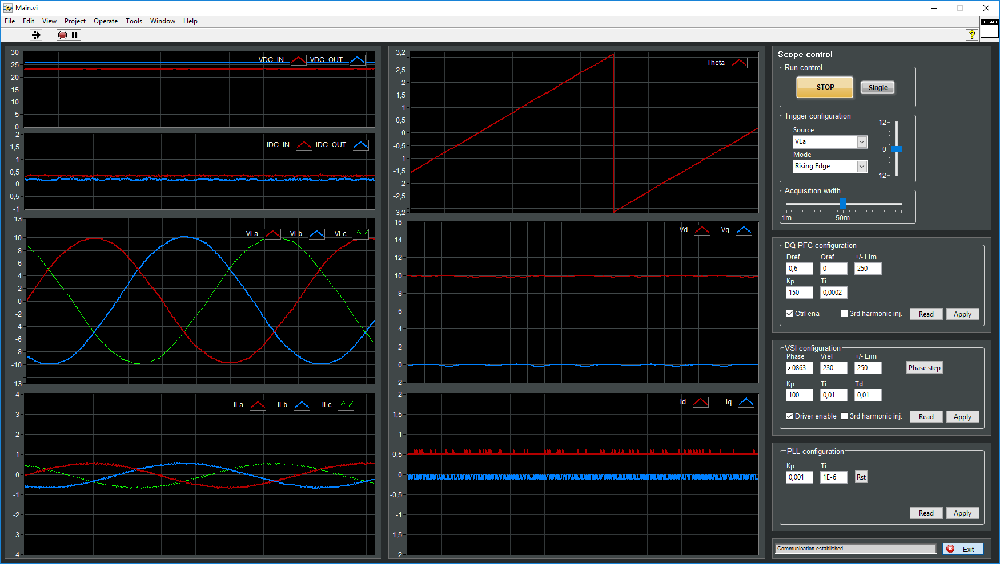 Main.vi
File Edit View Project Operate Tools Window Help
3PHAPP
?
VDC_IN VDC_OUT
30
25
20
15
10
5
0
IDC_IN IDC_OUT
2
1,5
1
0,5
0
-0,5
-1
VLa VLb VLc
13
10
8
6
4
2
0
-2
-4
-6
-8
-10
-13
ILa ILb ILc
4
3
2
1
0
-1
-2
-3
-4
Theta
3,2
2,5
2
1,5
1
0,5
0
-0,5
-1
-1,5
-2
-2,5
-3,2
Vd Vq
16
14
12
10
8
6
4
2
0
-2
Id Iq
2
1,5
1
0,5
0
-0,5
-1
-1,5
-2
Scope control
Run control
STOP Single
Trigger configuration
Source
VLa
Mode
Rising Edge
12
0
-12
Acquisition width
1m 50m
DQ PFC configuration
Dref Qref +/- Lim
0,6 0 250
Kp Ti
150 0,0002
Ctrl ena 3rd harmonic inj. Read Apply
VSI configuration
Phase Vref +/- Lim
x 0863 230 250 Phase step
Kp Ti Td
100 0,01 0,01
Driver enable 3rd harmonic inj. Read Apply
PLL configuration
Kp Ti
0,001 1E-6 Rst
Read Apply
Communication established Exit